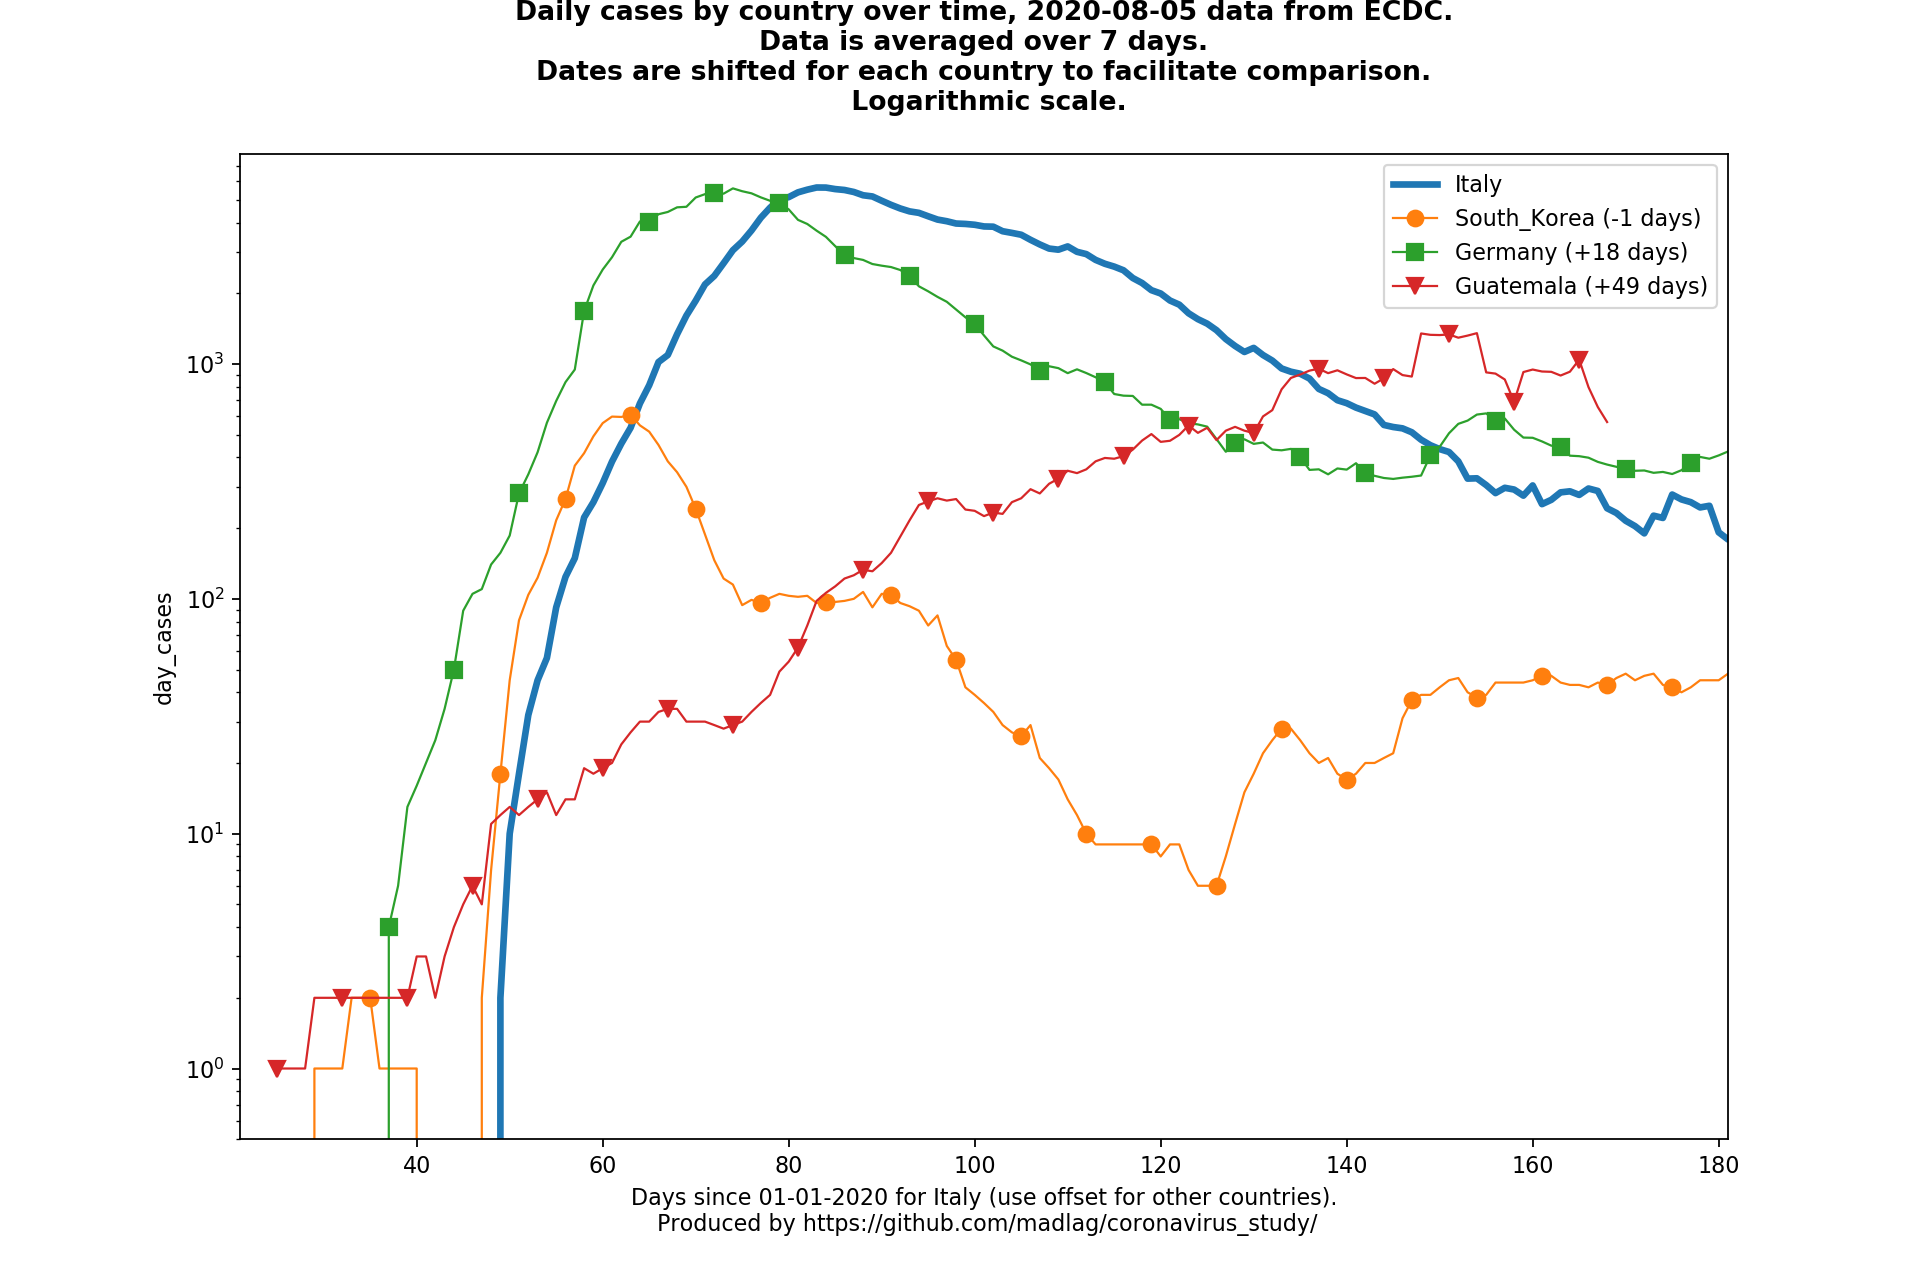 Daily cases by country over time, 2020-08-05 data from ECDC.
Data is averaged over 7 days.
Dates are shifted for each country to facilitate comparison.
Logarithmic scale.
Italy
South_Korea (-1 days)
Germany (+18 days)
Guatemala (+49 days)
day_cases
10³
10²
10¹
10⁰
40 60 80 100 120 140 160 180
Days since 01-01-2020 for Italy (use offset for other countries).
Produced by https://github.com/madlag/coronavirus_study/